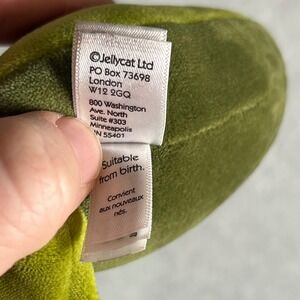 ©Jellycat Ltd
PO Box 73698
London
W12 2GQ
800 Washington
Ave. North
Suite #303
Minneapolis
MN 55401
Suitable
from birth.
Convient
aux nouveaux
nés.